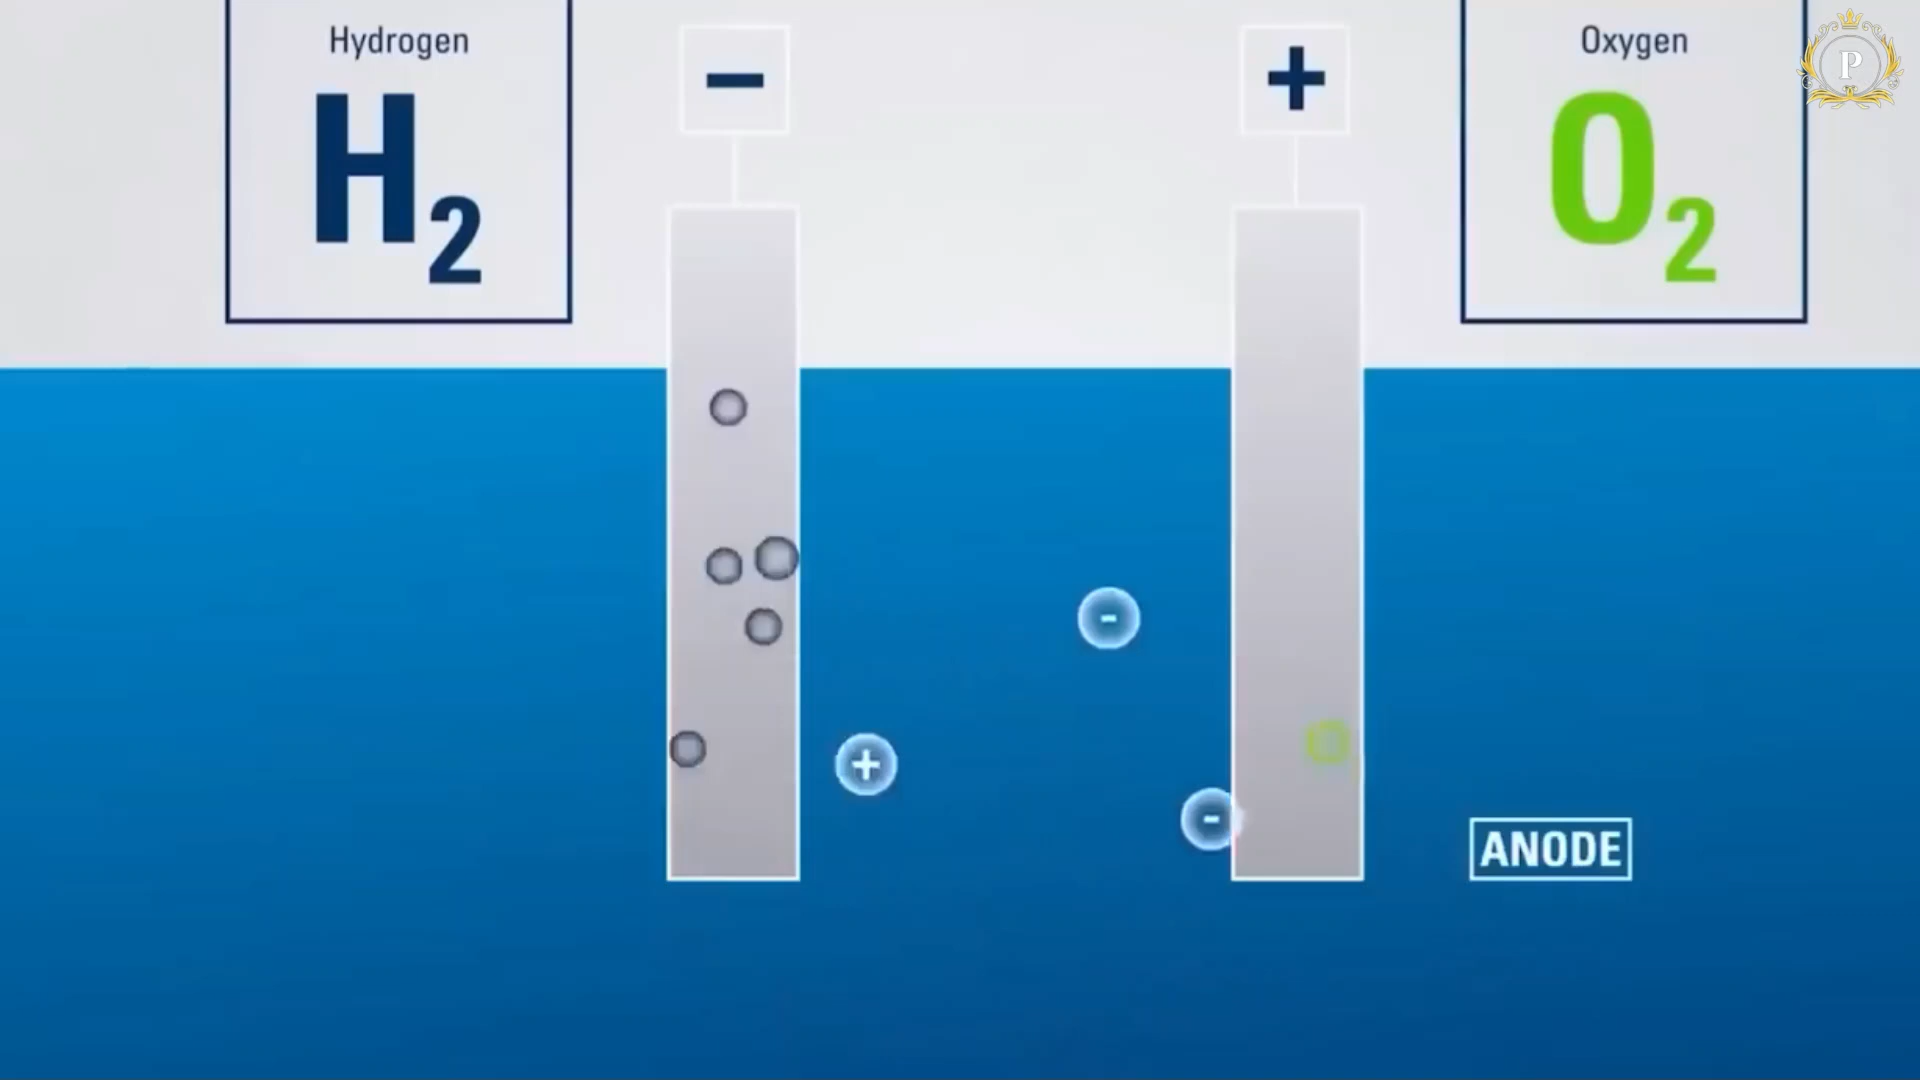 Hydrogen
H2
−
+
Oxygen
O2
P
-
+
-
ANODE